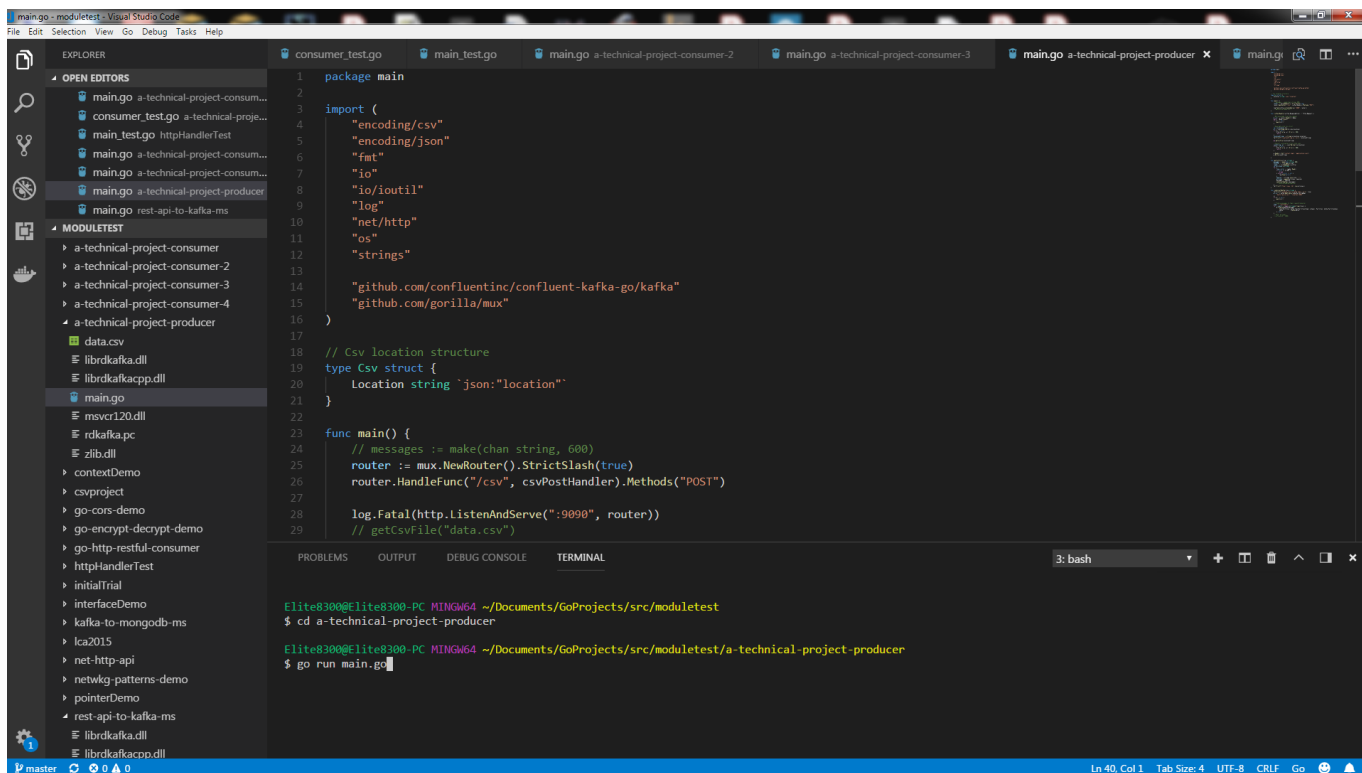 main.go - moduletest - Visual Studio Code
File Edit Selection View Go Debug Tasks Help
EXPLORER
OPEN EDITORS
main.go a-technical-project-consum...
consumer_test.go a-technical-proje...
main_test.go httpHandlerTest
main.go a-technical-project-consum...
main.go a-technical-project-consum...
main.go a-technical-project-producer
main.go rest-api-to-kafka-ms
MODULETEST
a-technical-project-consumer
a-technical-project-consumer-2
a-technical-project-consumer-3
a-technical-project-consumer-4
a-technical-project-producer
data.csv
librdkafka.dll
librdkafkacpp.dll
main.go
msvcr120.dll
rdkafka.pc
zlib.dll
contextDemo
csvproject
go-cors-demo
go-encrypt-decrypt-demo
go-http-restful-consumer
httpHandlerTest
initialTrial
interfaceDemo
kafka-to-mongodb-ms
lca2015
net-http-api
netwkg-patterns-demo
pointerDemo
rest-api-to-kafka-ms
librdkafka.dll
librdkafkacpp.dll
consumer_test.go main_test.go main.go a-technical-project-consumer-2 main.go a-technical-project-consumer-3 main.go a-technical-project-producer main.go
1 package main
2
3 import (
4 "encoding/csv"
5 "encoding/json"
6 "fmt"
7 "io"
8 "io/ioutil"
9 "log"
10 "net/http"
11 "os"
12 "strings"
13
14 "github.com/confluentinc/confluent-kafka-go/kafka"
15 "github.com/gorilla/mux"
16 )
17
18 // Csv location structure
19 type Csv struct {
20 Location string `json:"location"`
21 }
22
23 func main() {
24 // messages := make(chan string, 600)
25 router := mux.NewRouter().StrictSlash(true)
26 router.HandleFunc("/csv", csvPostHandler).Methods("POST")
27
28 log.Fatal(http.ListenAndServe(":9090", router))
29 // getCsvFile("data.csv")
PROBLEMS OUTPUT DEBUG CONSOLE TERMINAL 3: bash
Elite8300@Elite8300-PC MINGW64 ~/Documents/GoProjects/src/moduletest
$ cd a-technical-project-producer
Elite8300@Elite8300-PC MINGW64 ~/Documents/GoProjects/src/moduletest/a-technical-project-producer
$ go run main.go
1
master 0 0 Ln 40, Col 1 Tab Size: 4 UTF-8 CRLF Go